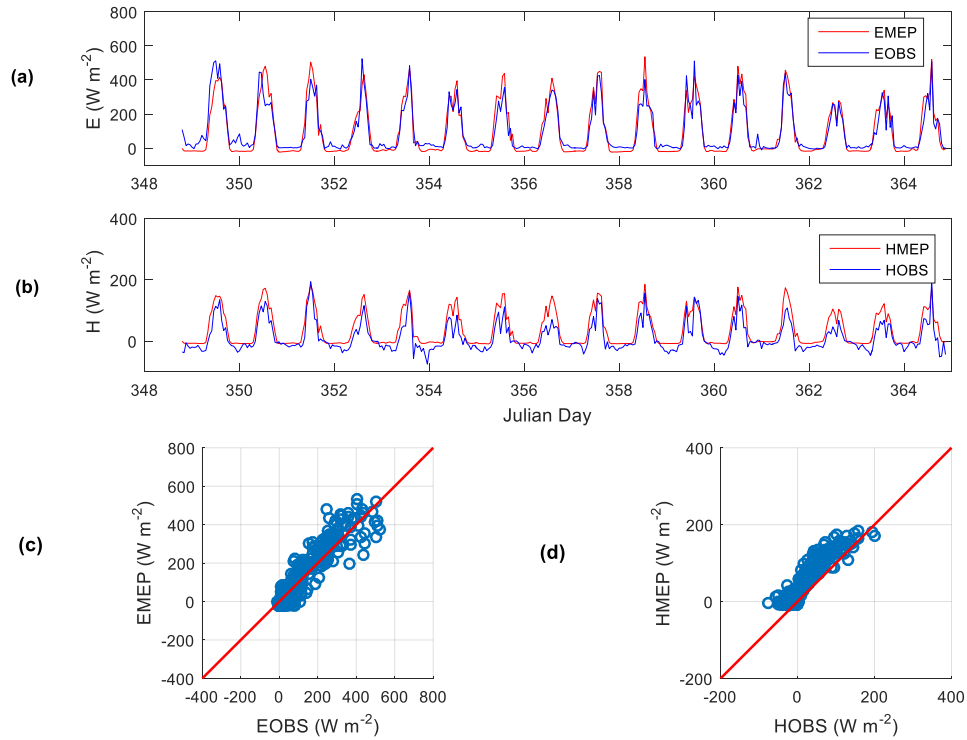 (a)
E (W m-2)
800
600
400
200
0
EMEP
EOBS
348 350 352 354 356 358 360 362 364
(b)
H (W m-2)
400
200
0
HMEP
HOBS
348 350 352 354 356 358 360 362 364
Julian Day
(c)
EMEP (W m-2)
800
600
400
200
0
-200
-400
-400 -200 0 200 400 600 800
EOBS (W m-2)
(d)
HMEP (W m-2)
400
200
0
-200
-200 0 200 400
HOBS (W m-2)